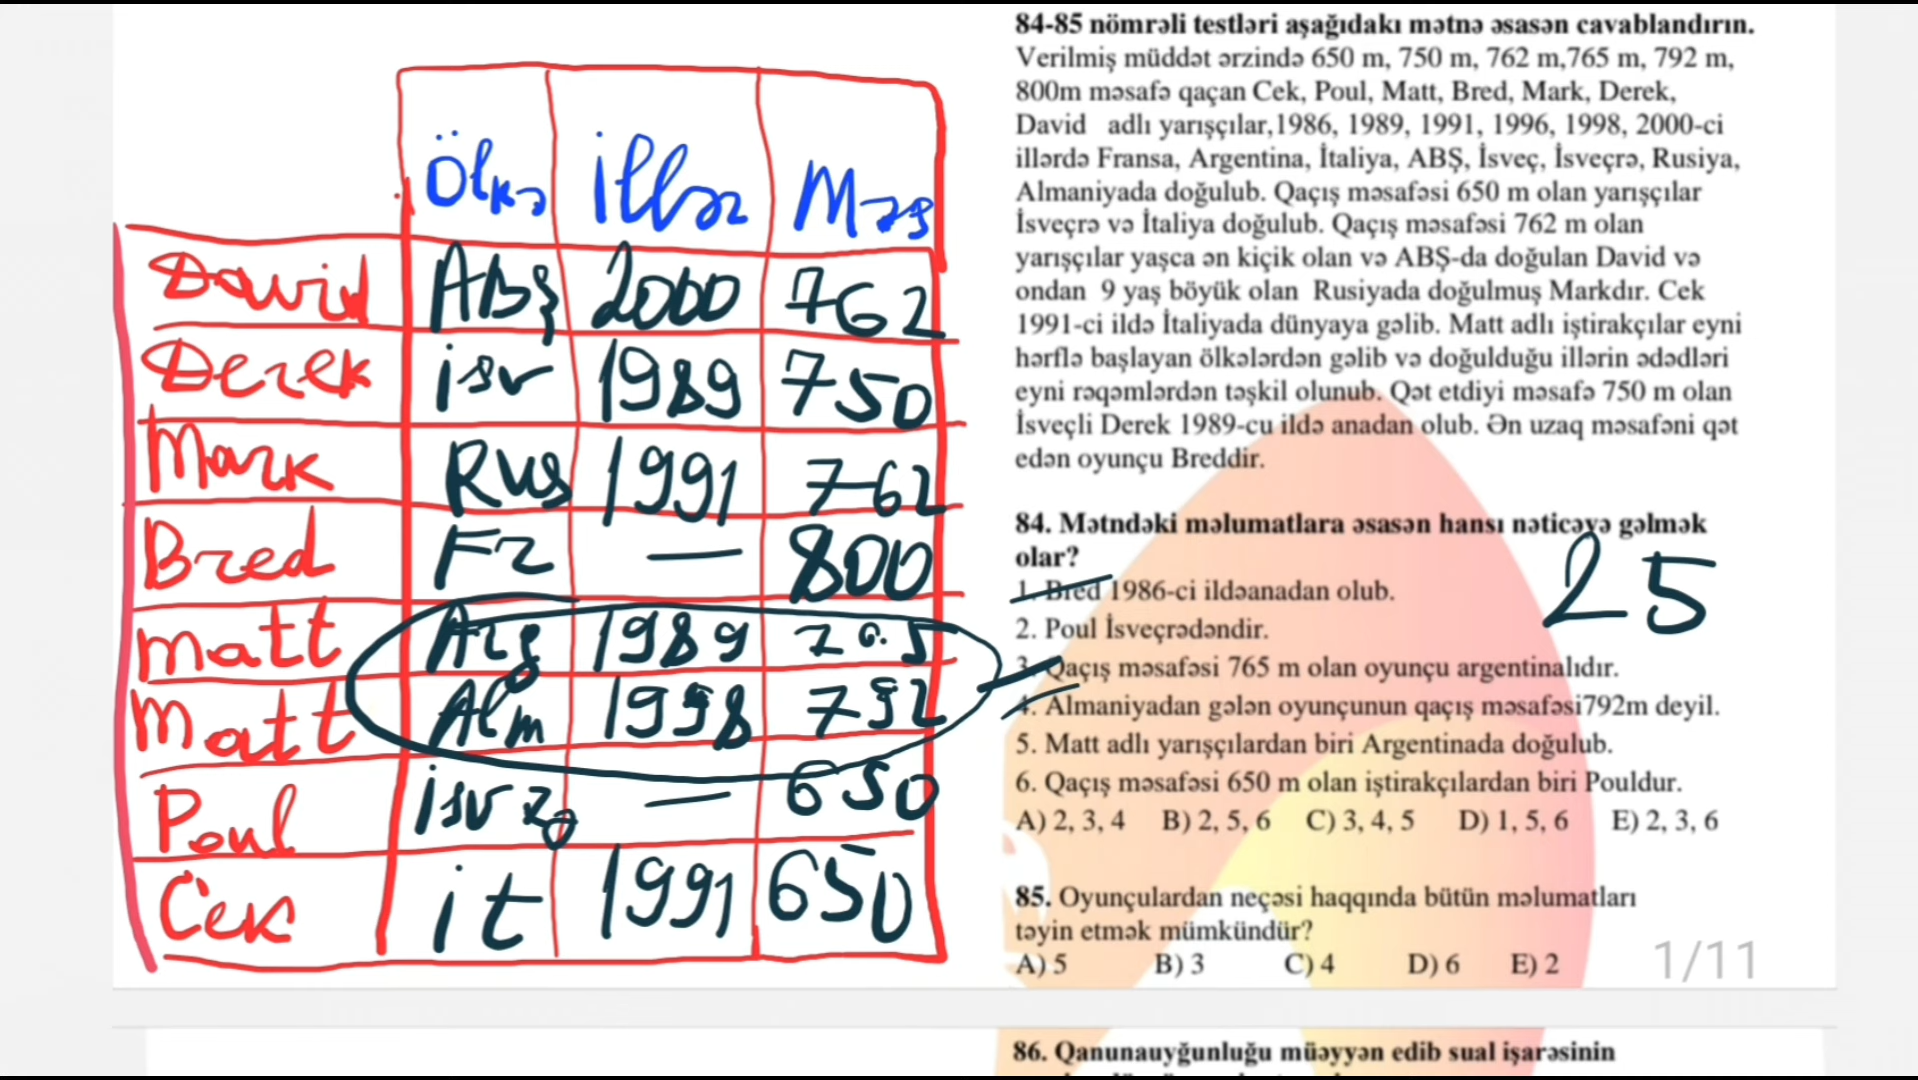 Ölkə İllər Məs
David ABŞ 2000 762
Derek isv 1989 750
Mark Rus 1991 762
Bred Fr — 800
Matt Arg 1989
Matt Alm 1998 792
Poul isvrə — 650
Cek it 1991 650
84-85 nömrəli testləri aşağıdakı mətnə əsasən cavablandırın.
Verilmiş müddət ərzində 650 m, 750 m, 762 m,765 m, 792 m,
800m məsafə qaçan Cek, Poul, Matt, Bred, Mark, Derek,
David adlı yarışçılar,1986, 1989, 1991, 1996, 1998, 2000-ci
illərdə Fransa, Argentina, İtaliya, ABŞ, İsveç, İsveçrə, Rusiya,
Almaniyada doğulub. Qaçış məsafəsi 650 m olan yarışçılar
İsveçrə və İtaliya doğulub. Qaçış məsafəsi 762 m olan
yarışçılar yaşca ən kiçik olan və ABŞ-da doğulan David və
ondan 9 yaş böyük olan Rusiyada doğulmuş Markdır. Cek
1991-ci ildə İtaliyada dünyaya gəlib. Matt adlı iştirakçılar eyni
hərflə başlayan ölkələrdən gəlib və doğulduğu illərin ədədləri
eyni rəqəmlərdən təşkil olunub. Qət etdiyi məsafə 750 m olan
İsveçli Derek 1989-cu ildə anadan olub. Ən uzaq məsafəni qət
edən oyunçu Breddir.
84. Mətndəki məlumatlara əsasən hansı nəticəyə gəlmək
olar?
1. Bred 1986-ci ildəanadan olub.
2. Poul İsveçrədəndir.
3. Qaçış məsafəsi 765 m olan oyunçu argentinalıdır.
4. Almaniyadan gələn oyunçunun qaçış məsafəsi792m deyil.
5. Matt adlı yarışçılardan biri Argentinada doğulub.
6. Qaçış məsafəsi 650 m olan iştirakçılardan biri Pouldur.
A) 2, 3, 4 B) 2, 5, 6 C) 3, 4, 5 D) 1, 5, 6 E) 2, 3, 6
25
85. Oyunçulardan neçəsi haqqında bütün məlumatları
təyin etmək mümkündür?
A) 5 B) 3 C) 4 D) 6 E) 2
1/11
86. Qanunauyğunluğu müəyyən edib sual işarəsinin